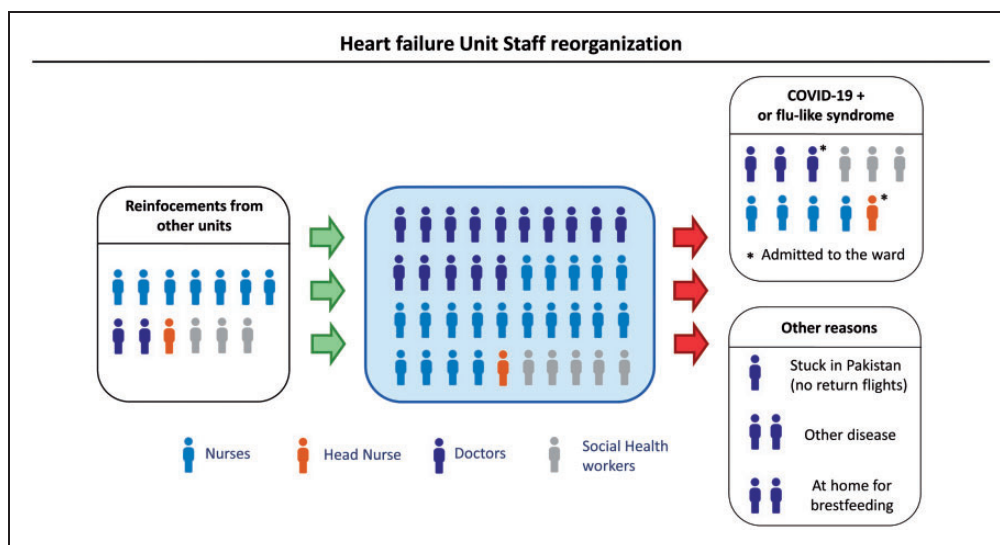 Heart failure Unit Staff reorganization
Reinfocements from
other units
COVID-19 +
or flu-like syndrome
*
*
* Admitted to the ward
Other reasons
Stuck in Pakistan
(no return flights)
Other disease
At home for
brestfeeding
Nurses
Head Nurse
Doctors
Social Health
workers